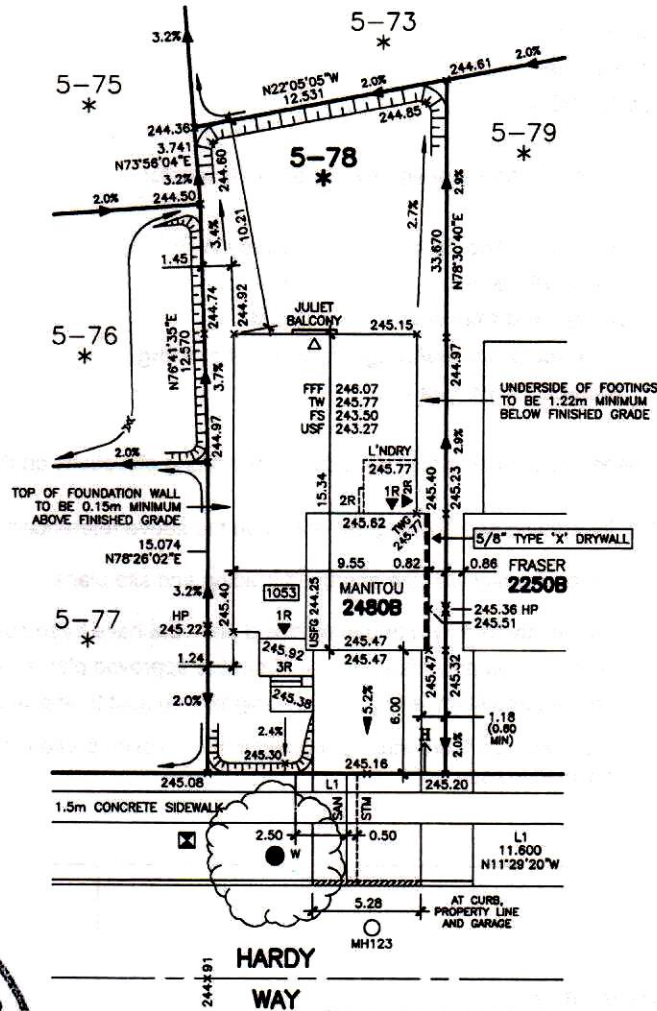 5-73
3.2%
2.0%
244.61
5-75
N22°05'05"W
12.531
244.85
244.36
3.741
N73°56'04"E
244.60
5-78
5-79
3.2%
2.0%
244.50
3.4%
10.21
2.7%
2.9%
33.670
N78°30'40"E
1.45
244.74
244.92
JULIET
BALCONY
245.15
5-76
N76°41'35"E
12.570
3.7%
244.97
244.97
FFF 246.07
TW 245.77
FS 243.50
USF 243.27
UNDERSIDE OF FOOTINGS
TO BE 1.22m MINIMUM
BELOW FINISHED GRADE
L'NDRY
245.77
2.9%
2.0%
15.34
2R
1R
2R
245.40
245.23
TOP OF FOUNDATION WALL
TO BE 0.15m MINIMUM
ABOVE FINISHED GRADE
245.62
TWG
245.77
5/8" TYPE 'X' DRYWALL
15.074
N78°26'02"E
9.55
0.82
0.86
FRASER
2250B
3.2%
245.40
1053
USFG 244.25
MANITOU
2480B
245.36 HP
245.51
5-77
HP
245.22
1R
245.92
3R
245.47
245.47
245.47
245.32
1.24
245.38
2.0%
5.2%
6.00
1.18
(0.60
MIN)
2.4%
2.0%
245.30
245.16
245.08
245.20
L1
SAN
STM
1.5m CONCRETE SIDEWALK
2.50
0.50
W
L1
11.600
N11°29'20"W
5.28
AT CURB,
PROPERTY LINE
AND GARAGE
MH123
HARDY
WAY
244.91